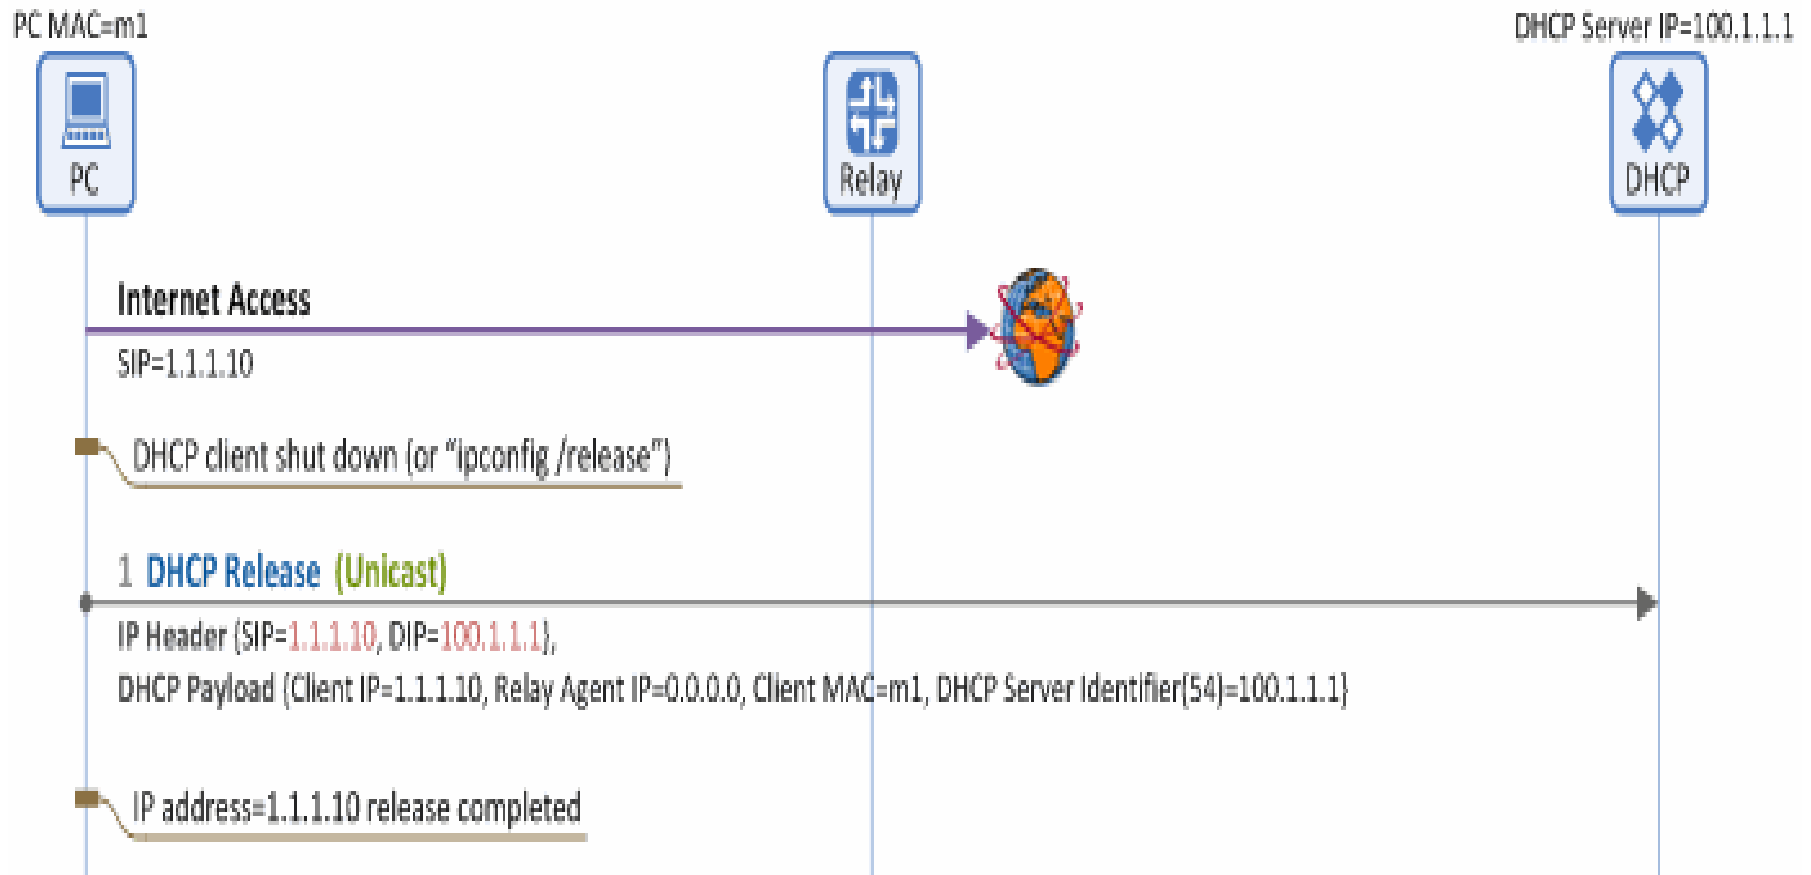 PC MAC=m1
DHCP Server IP=100.1.1.1
PC
Relay
DHCP
Internet Access
SIP=1.1.1.10
DHCP client shut down (or “ipconfig /release”)
1 DHCP Release (Unicast)
IP Header {SIP=1.1.1.10, DIP=100.1.1.1},
DHCP Payload {Client IP=1.1.1.10, Relay Agent IP=0.0.0.0, Client MAC=m1, DHCP Server Identifier(54)=100.1.1.1}
IP address=1.1.1.10 release completed